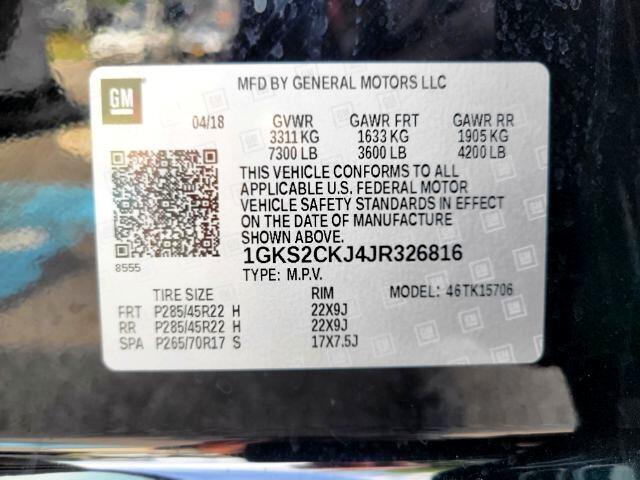 MFD BY GENERAL MOTORS LLC
GM
04/18 GVWR GAWR FRT GAWR RR
3311 KG 1633 KG 1905 KG
7300 LB 3600 LB 4200 LB
THIS VEHICLE CONFORMS TO ALL
APPLICABLE U.S. FEDERAL MOTOR
VEHICLE SAFETY STANDARDS IN EFFECT
ON THE DATE OF MANUFACTURE
SHOWN ABOVE.
1GKS2CKJ4JR326816
8555
TYPE: M.P.V.
TIRE SIZE RIM MODEL: 46TK15706
FRT P285/45R22 H 22X9J
RR P285/45R22 H 22X9J
SPA P265/70R17 S 17X7.5J